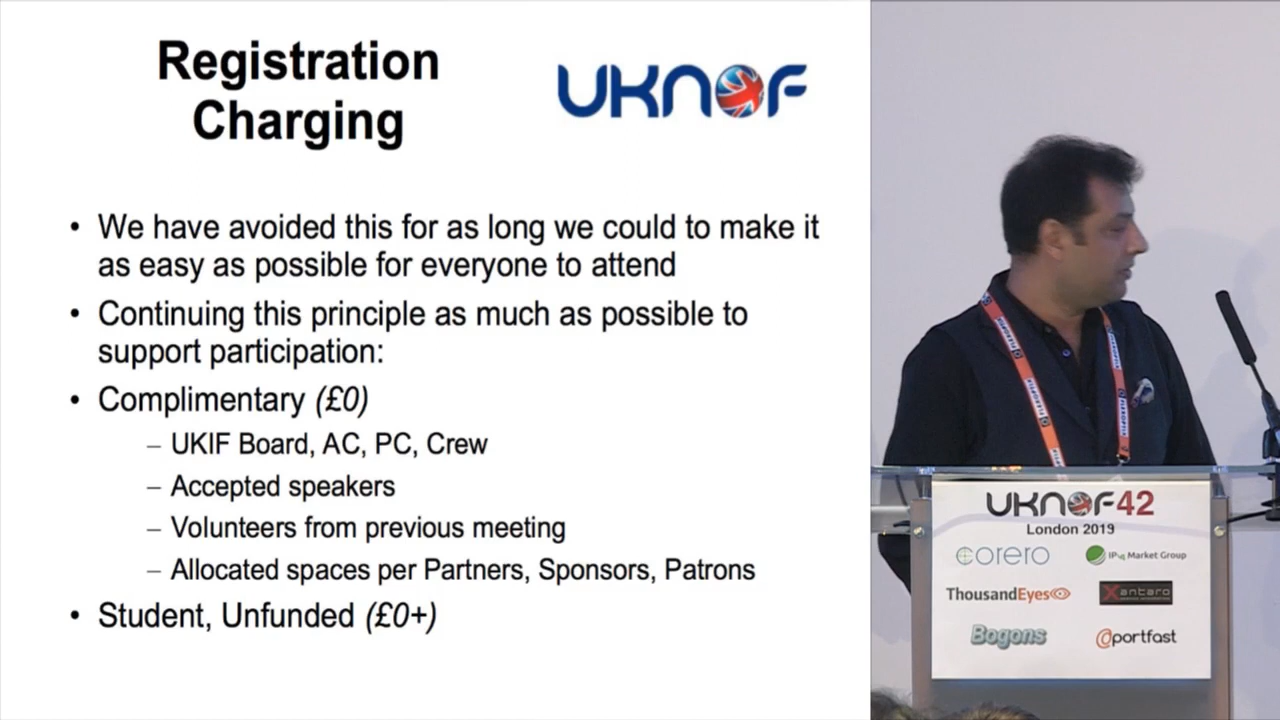 Registration
Charging
UKNOF
• We have avoided this for as long we could to make it
as easy as possible for everyone to attend
• Continuing this principle as much as possible to
support participation:
• Complimentary (£0)
– UKIF Board, AC, PC, Crew
– Accepted speakers
– Volunteers from previous meeting
– Allocated spaces per Partners, Sponsors, Patrons
• Student, Unfunded (£0+)
UKNOF42
London 2019
corero
IPv4 Market Group
ThousandEyes
Xantaro
Bogons
portfast
FLEXOPTIX